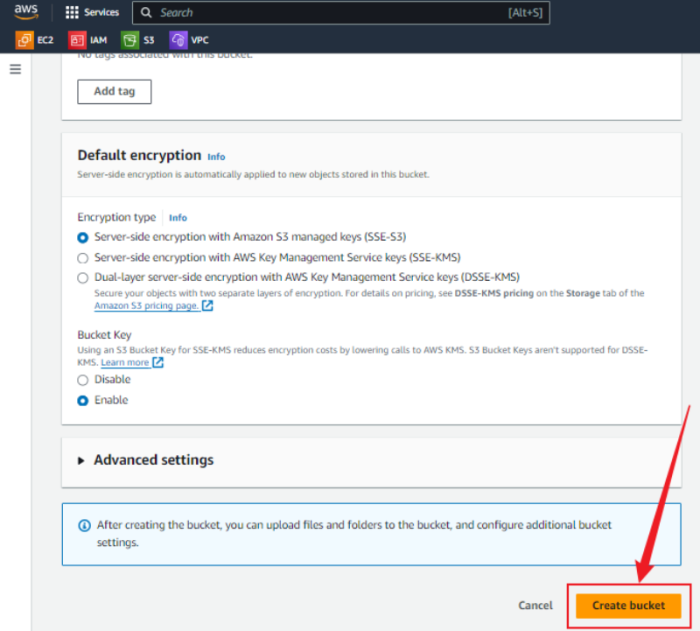 aws
Services
Search
[Alt+S]
EC2
IAM
S3
VPC
No tags associated with this bucket.
Add tag
Default encryption Info
Server-side encryption is automatically applied to new objects stored in this bucket.
Encryption type Info
Server-side encryption with Amazon S3 managed keys (SSE-S3)
Server-side encryption with AWS Key Management Service keys (SSE-KMS)
Dual-layer server-side encryption with AWS Key Management Service keys (DSSE-KMS)
Secure your objects with two separate layers of encryption. For details on pricing, see DSSE-KMS pricing on the Storage tab of the
Amazon S3 pricing page.
Bucket Key
Using an S3 Bucket Key for SSE-KMS reduces encryption costs by lowering calls to AWS KMS. S3 Bucket Keys aren't supported for DSSE-
KMS. Learn more
Disable
Enable
Advanced settings
After creating the bucket, you can upload files and folders to the bucket, and configure additional bucket
settings.
Cancel
Create bucket